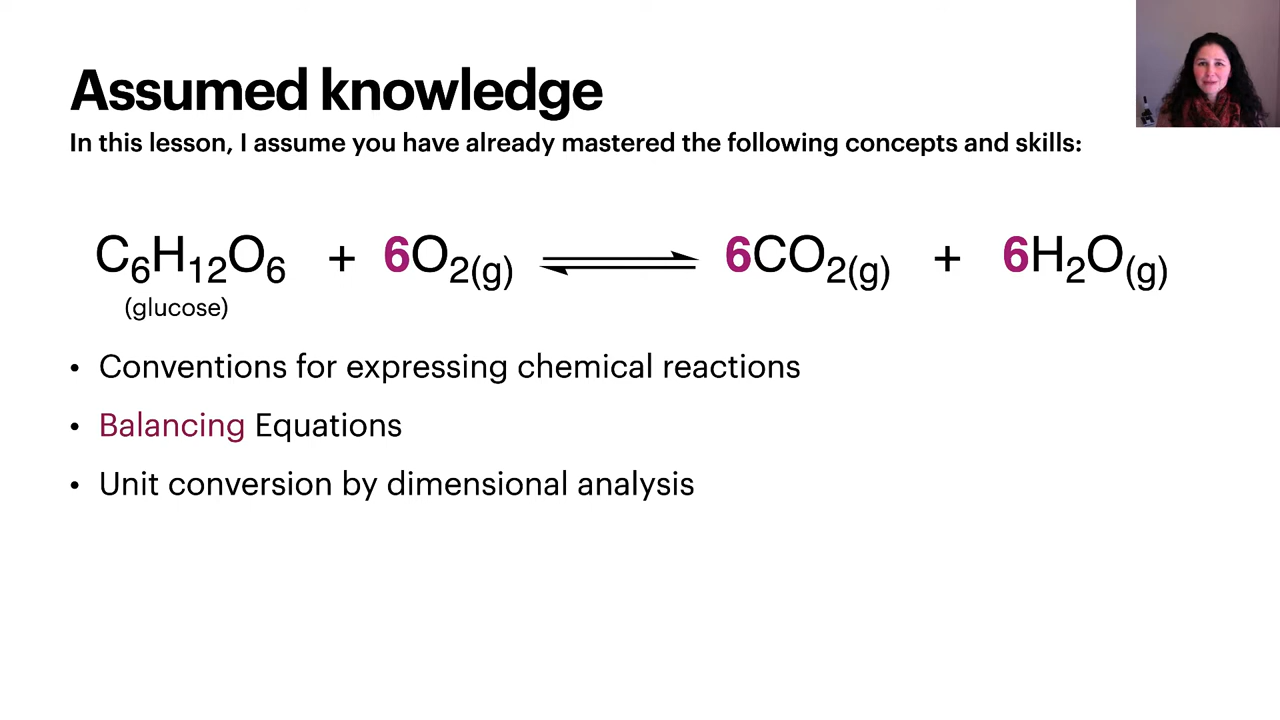 Assumed knowledge
In this lesson, I assume you have already mastered the following concepts and skills:
C₆H₁₂O₆ + 6O₂(g) ⇌ 6CO₂(g) + 6H₂O(g)
(glucose)
• Conventions for expressing chemical reactions
• Balancing Equations
• Unit conversion by dimensional analysis